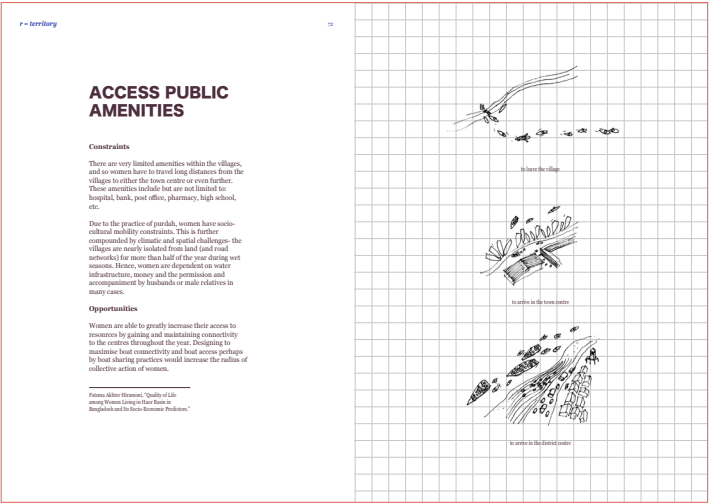 r = territory
72
ACCESS PUBLIC
AMENITIES
Constraints
There are very limited amenities within the villages,
and so women have to travel long distances from the
villages to either the town centre or even further.
These amenities include but are not limited to:
hospital, bank, post office, pharmacy, high school,
etc.
Due to the practice of purdah, women have socio-
cultural mobility constraints. This is further
compounded by climatic and spatial challenges- the
villages are nearly isolated from land (and road
networks) for more than half of the year during wet
seasons. Hence, women are dependent on water
infrastructure, money and the permission and
accompaniment by husbands or male relatives in
many cases.
Opportunities
Women are able to greatly increase their access to
resources by gaining and maintaining connectivity
to the centres throughout the year. Designing to
maximise boat connectivity and boat access perhaps
by boat sharing practices would increase the radius of
collective action of women.
Fatema Akhter Hiramoni, "Quality of Life
among Women Living in Haor Basin in
Bangladesh and Its Socio-Economic Predictors."
to leave the village
to arrive in the town centre
to arrive in the district centre